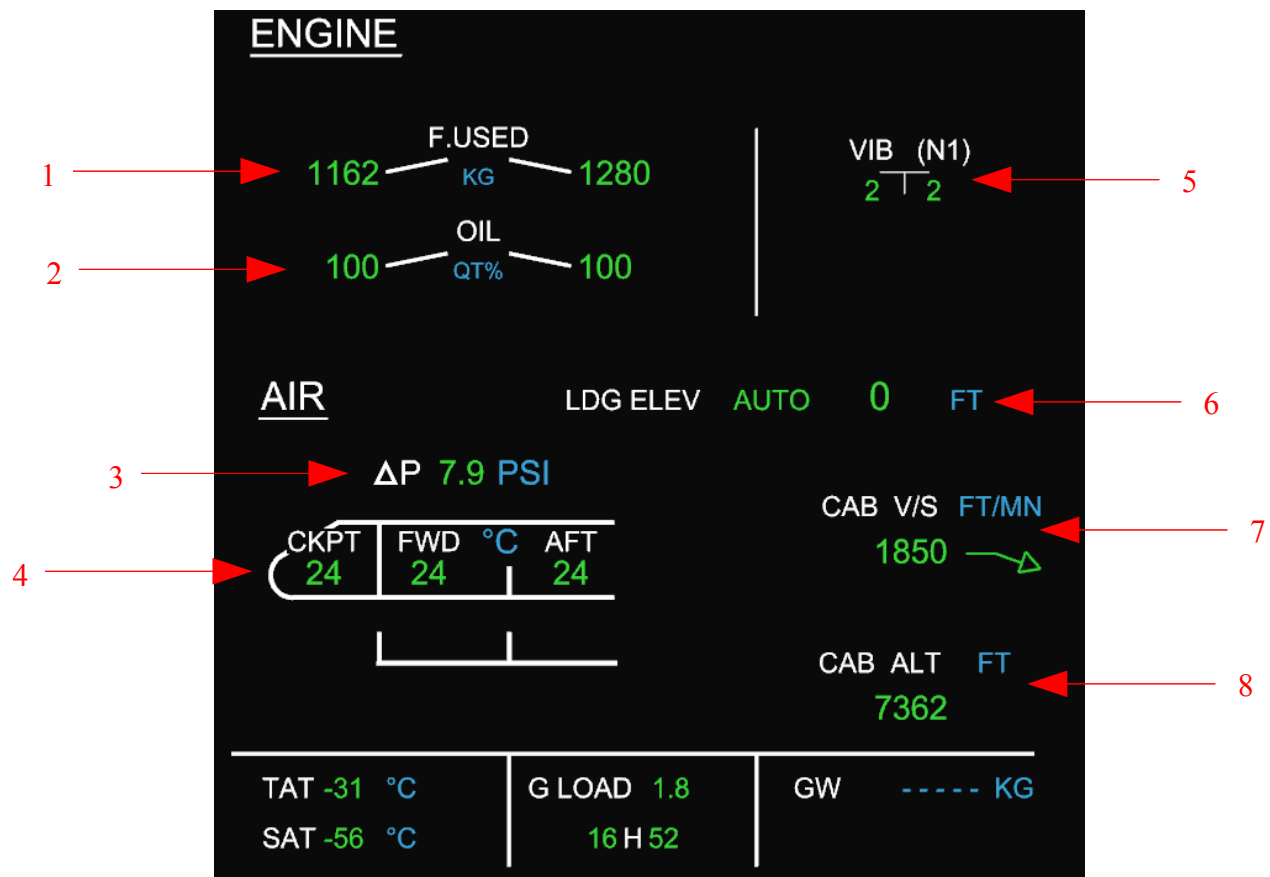 ENGINE
F.USED
1 1162 KG 1280
VIB (N1)
2 2 5
OIL
2 100 QT% 100
AIR
LDG ELEV AUTO 0 FT 6
3 ΔP 7.9 PSI
CAB V/S FT/MN
1850 7
CKPT FWD °C AFT
4 24 24 24
CAB ALT FT
7362 8
TAT -31 °C G LOAD 1.8 GW ----- KG
SAT -56 °C 16 H 52